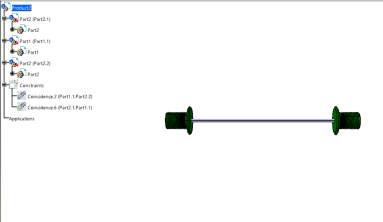 Product3
Part2 (Part2.1)
Part2
Part1 (Part1.1)
Part1
Part2 (Part2.2)
Part2
Constraints
Coincidence.2 (Part1.1,Part2.2)
Coincidence.6 (Part2.1,Part1.1)
Applications